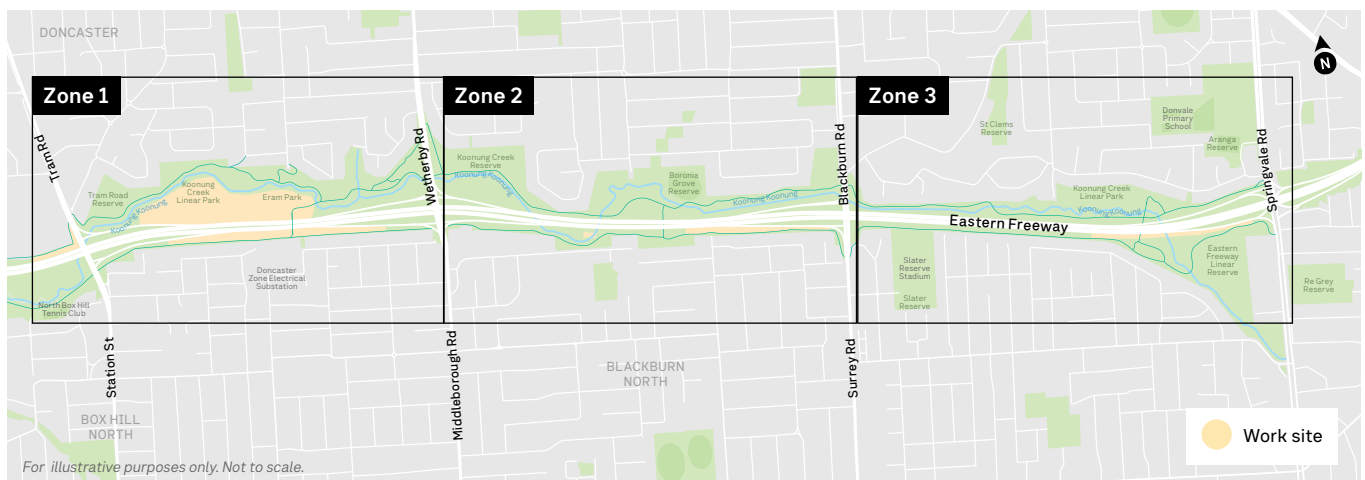 DONCASTER
N
Zone 1
Zone 2
Zone 3
Tram Rd
Wetherby Rd
Blackburn Rd
Springvale Rd
Donvale
Primary
School
St Clems
Reserve
Aranga
Reserve
Koonung Creek
Reserve
Koonung Koonung
Tram Road
Reserve
Koonung
Creek
Linear Park
Koonung Koonung
Eram Park
Boronia
Grove
Reserve
Koonung Koonung
Koonung Creek
Linear Park
Koonung Koonung
Eastern Freeway
Doncaster
Zone Electrical
Substation
Slater
Reserve
Stadium
Slater
Reserve
Eastern
Freeway
Linear
Reserve
Re Grey
Reserve
North Box Hill
Tennis Club
Station St
Middleborough Rd
Surrey Rd
BLACKBURN
NORTH
BOX HILL
NORTH
Work site
For illustrative purposes only. Not to scale.